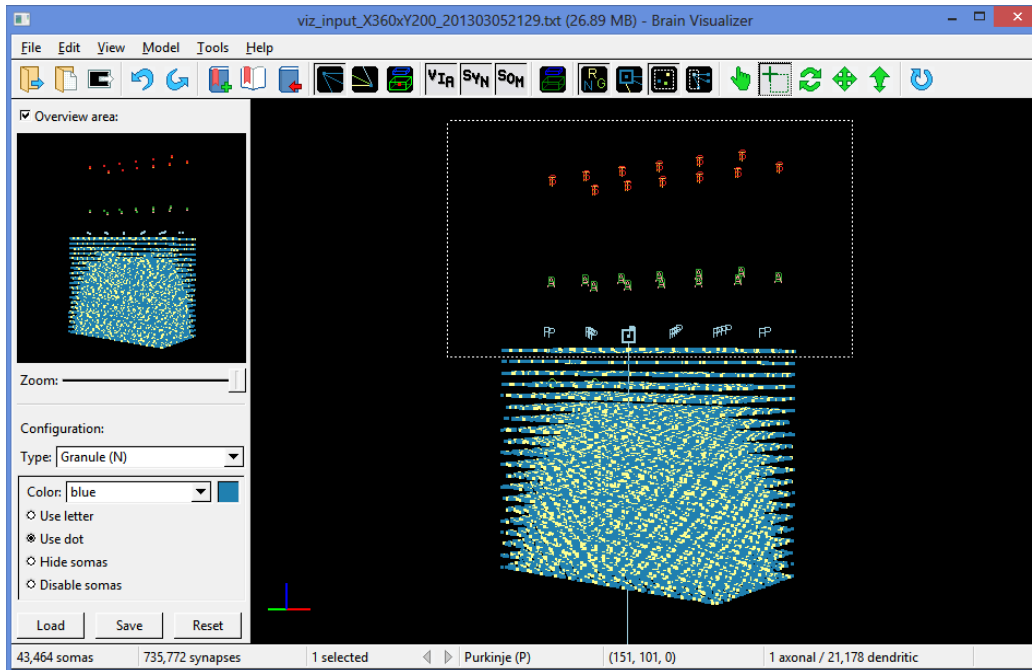 viz_input_X360xY200_201303052129.txt (26.89 MB) - Brain Visualizer
File Edit View Model Tools Help
VIA SYN SOM RNG
Overview area:
Zoom:
Configuration:
Type: Granule (N)
Color: blue
Use letter
Use dot
Hide somas
Disable somas
Load Save Reset
43,464 somas 735,772 synapses 1 selected Purkinje (P) (151, 101, 0) 1 axonal / 21,178 dendritic